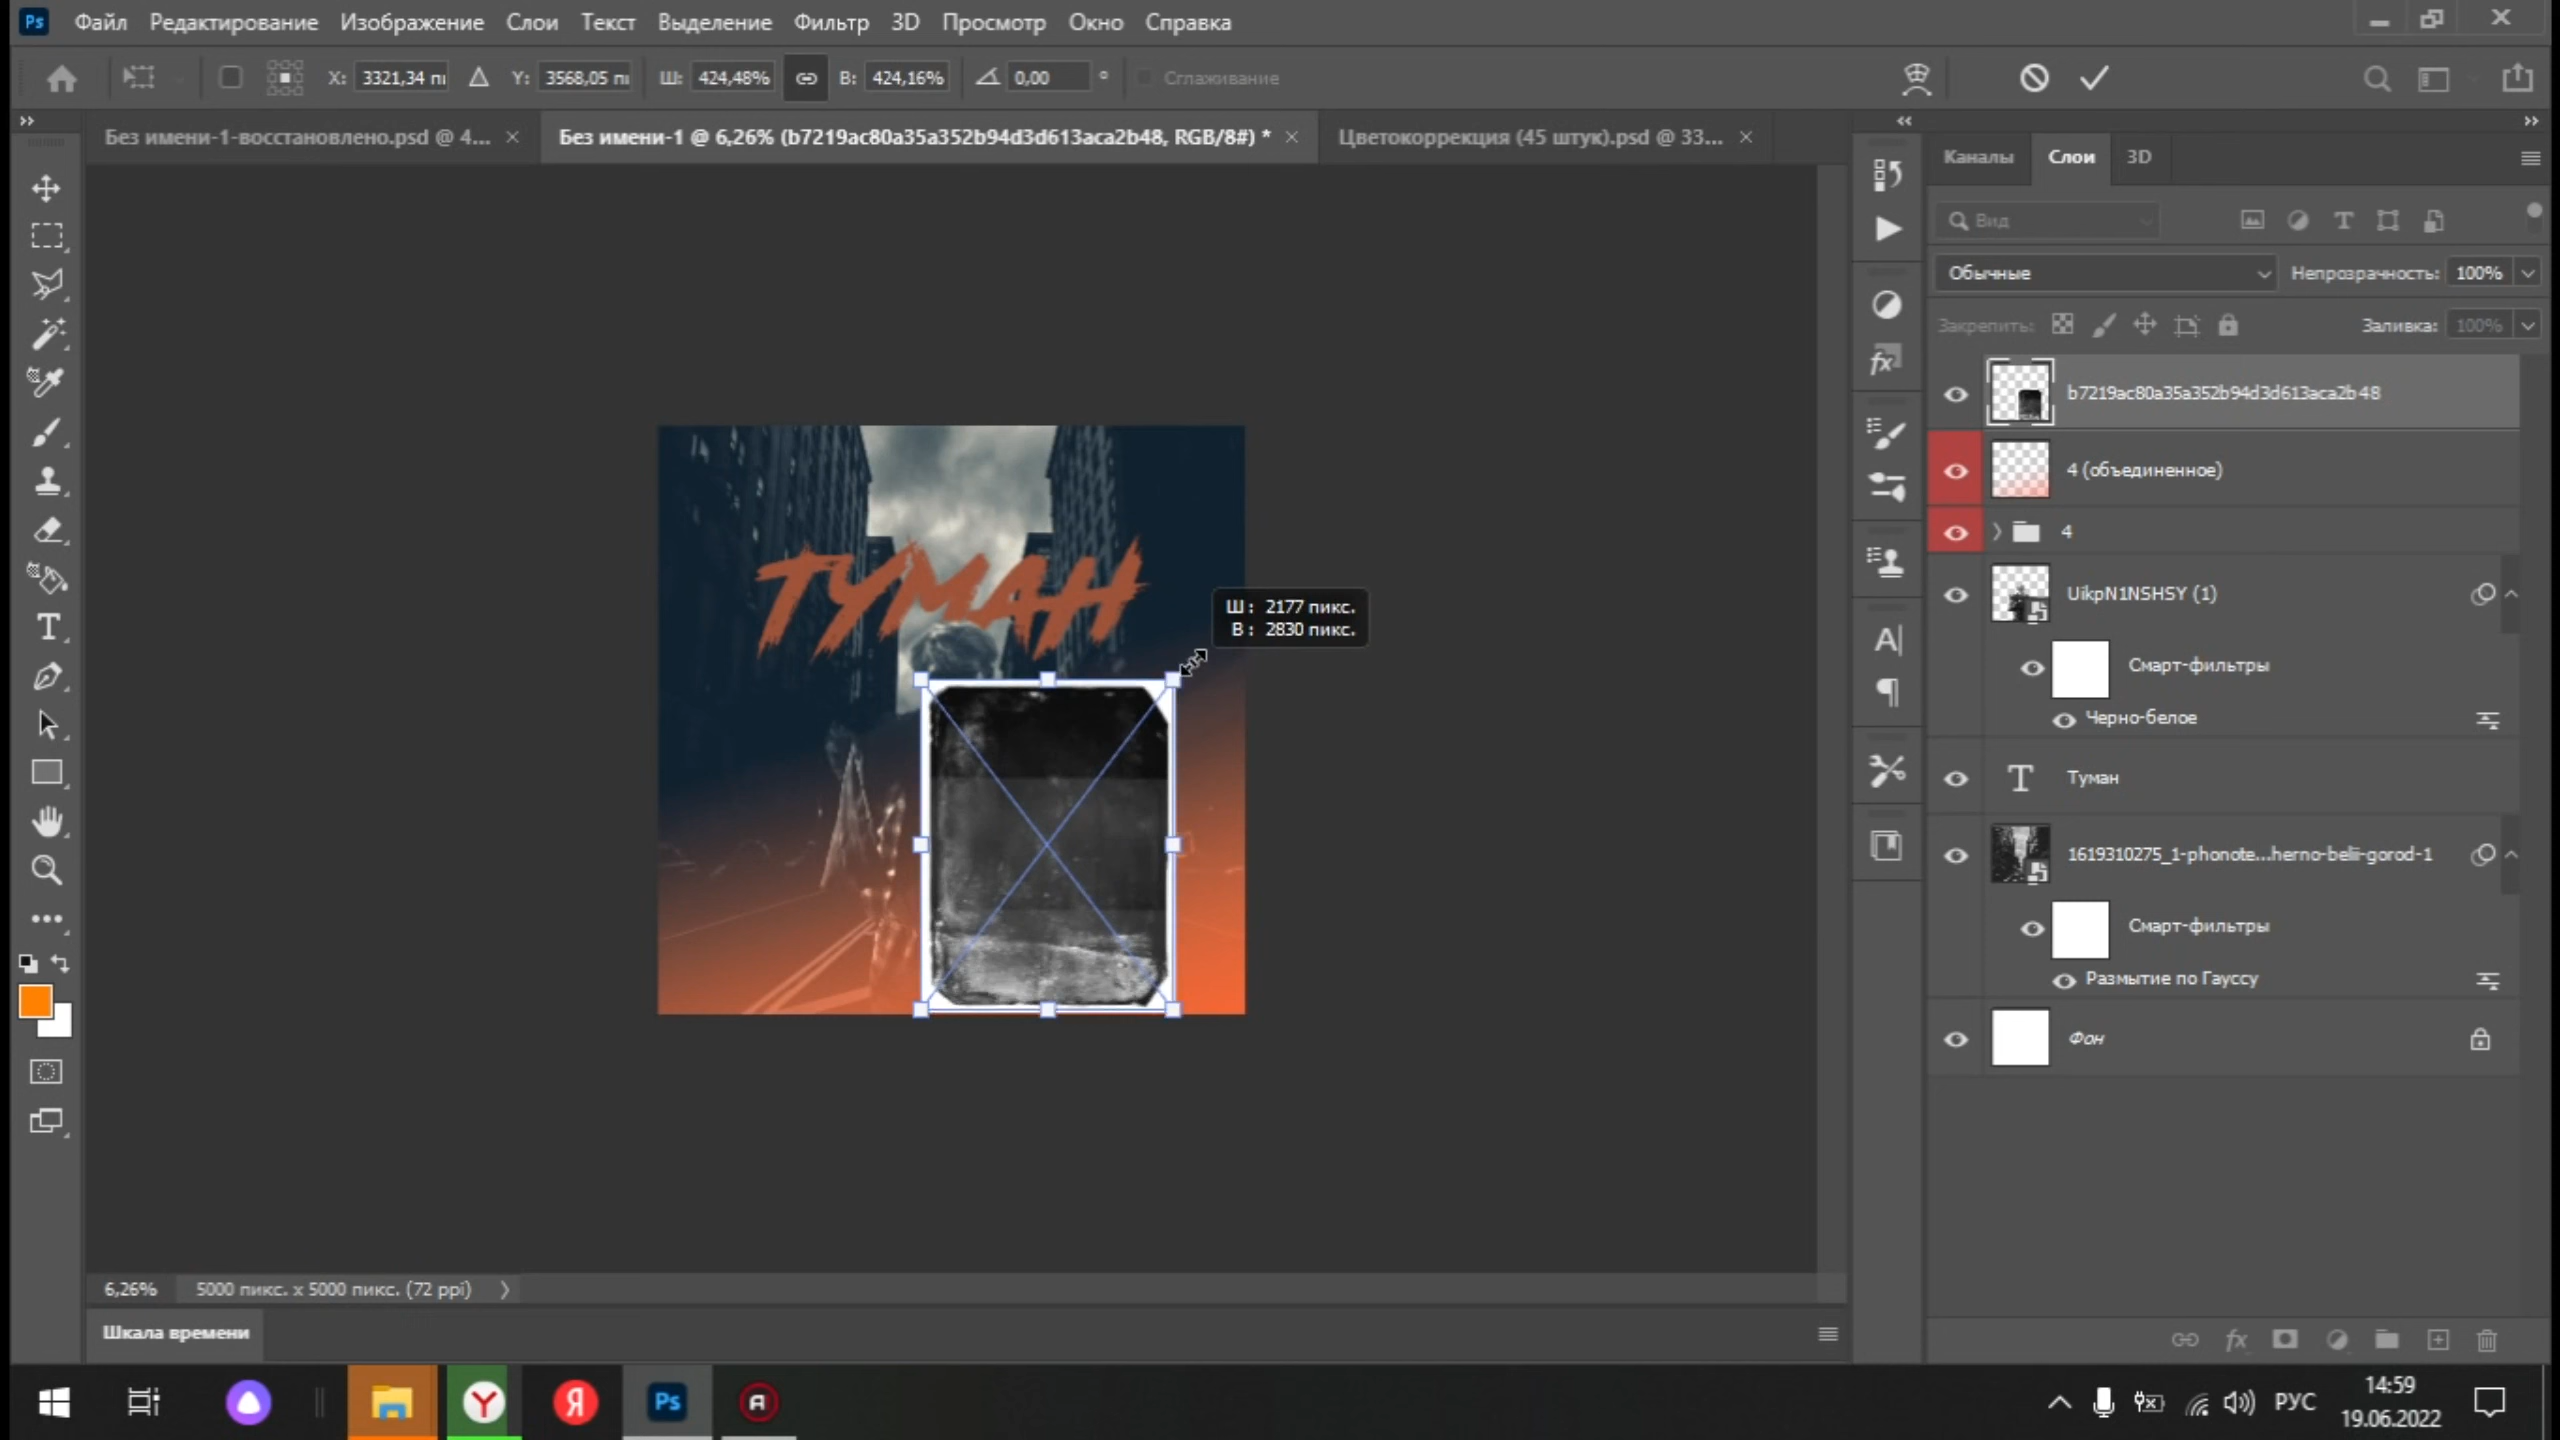 Ps Файл Редактирование Изображение Слои Текст Выделение Фильтр 3D Просмотр Окно Справка
X: 3321,34 пи Y: 3568,05 пи Ш: 424,48% В: 424,16% 0,00 ° Сглаживание
Без имени-1-восстановлено.psd @ 4... × Без имени-1 @ 6,26% (b7219ac80a35a352b94d3d613aca2b48, RGB/8#) * × Цветокоррекция (45 штук).psd @ 33... ×
Каналы Слои 3D
Вид
Обычные Непрозрачность: 100%
Закрепить: Заливка: 100%
b7219ac80a35a352b94d3d613aca2b48
4 (объединенное)
4
UikpN1NSHSY (1)
Смарт-фильтры
Черно-белое
Туман
1619310275_1-phonote...herno-belii-gorod-1
Смарт-фильтры
Размытие по Гауссу
Фон
ТУМАН
Ш: 2177 пикс.
В: 2830 пикс.
6,26% 5000 пикс. x 5000 пикс. (72 ppi)
Шкала времени
РУС 14:59
19.06.2022